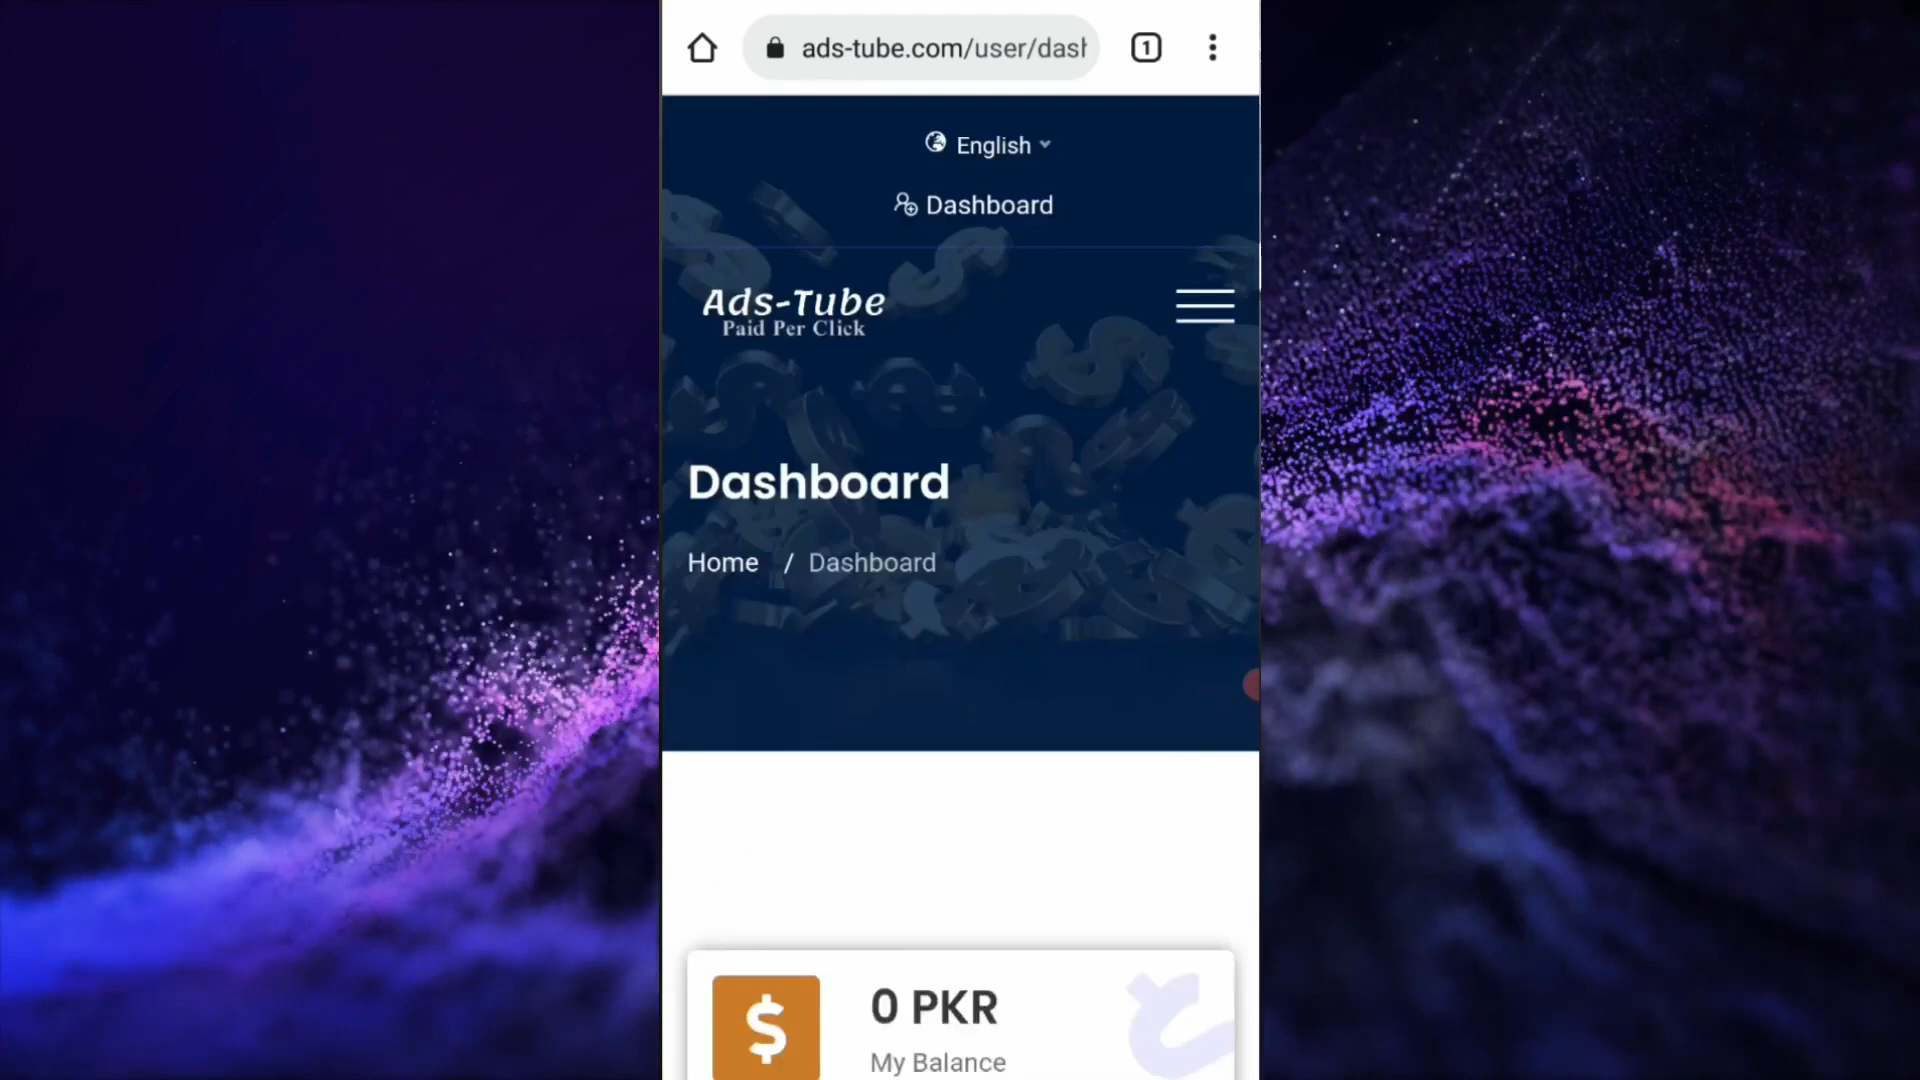 ads-tube.com/user/dash
1
English
Dashboard
Ads-Tube
Paid Per Click
Dashboard
Home / Dashboard
$ 0 PKR
My Balance